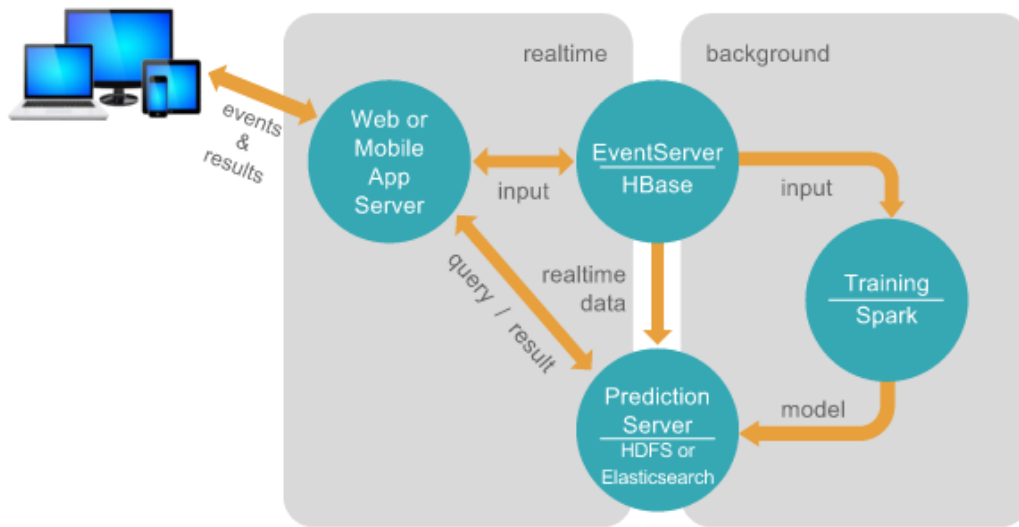 realtime
background
events
&
results
Web or
Mobile
App
Server
input
EventServer
HBase
input
realtime
data
query / result
Training
Spark
Prediction
Server
HDFS or
Elasticsearch
model